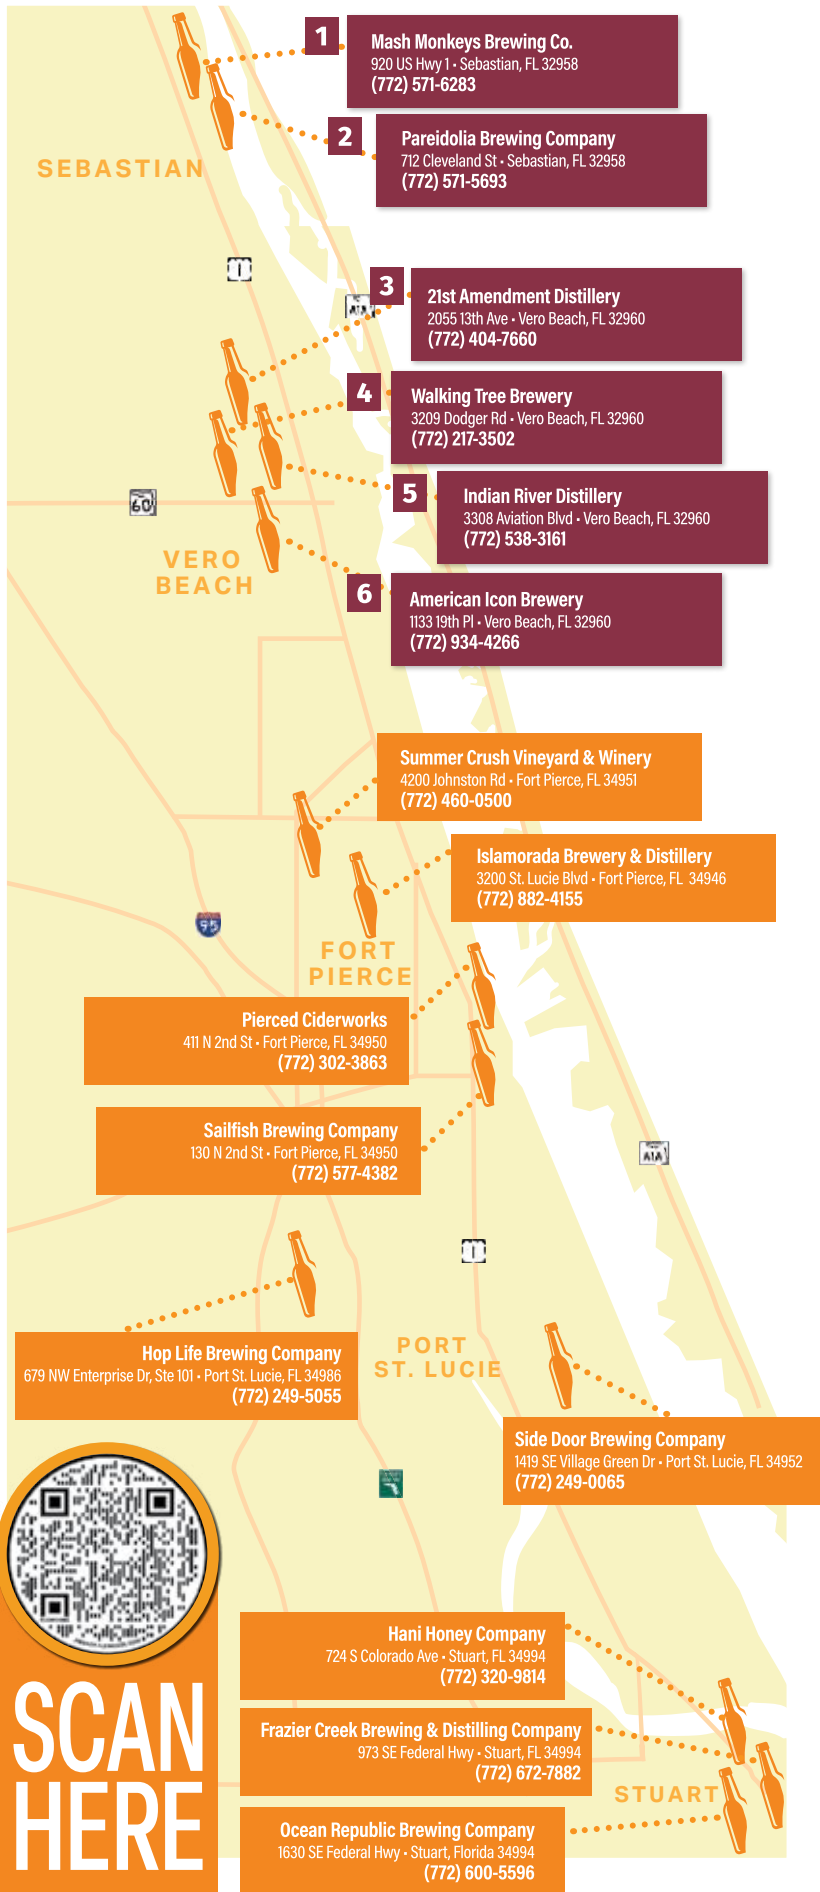 1
Mash Monkeys Brewing Co.
920 US Hwy 1 • Sebastian, FL 32958
(772) 571-6283
2
Pareidolia Brewing Company
712 Cleveland St • Sebastian, FL 32958
(772) 571-5693
SEBASTIAN
1
A1A
3
21st Amendment Distillery
2055 13th Ave • Vero Beach, FL 32960
(772) 404-7660
4
Walking Tree Brewery
3209 Dodger Rd • Vero Beach, FL 32960
(772) 217-3502
5
Indian River Distillery
3308 Aviation Blvd • Vero Beach, FL 32960
(772) 538-3161
60
VERO
BEACH
6
American Icon Brewery
1133 19th Pl • Vero Beach, FL 32960
(772) 934-4266
Summer Crush Vineyard & Winery
4200 Johnston Rd • Fort Pierce, FL 34951
(772) 460-0500
Islamorada Brewery & Distillery
3200 St. Lucie Blvd • Fort Pierce, FL 34946
(772) 882-4155
95
FORT
PIERCE
Pierced Ciderworks
411 N 2nd St • Fort Pierce, FL 34950
(772) 302-3863
Sailfish Brewing Company
130 N 2nd St • Fort Pierce, FL 34950
(772) 577-4382
A1A
1
PORT
ST. LUCIE
Hop Life Brewing Company
679 NW Enterprise Dr, Ste 101 • Port St. Lucie, FL 34986
(772) 249-5055
Side Door Brewing Company
1419 SE Village Green Dr • Port St. Lucie, FL 34952
(772) 249-0065
Hani Honey Company
724 S Colorado Ave • Stuart, FL 34994
(772) 320-9814
Frazier Creek Brewing & Distilling Company
973 SE Federal Hwy • Stuart, FL 34994
(772) 672-7882
STUART
Ocean Republic Brewing Company
1630 SE Federal Hwy • Stuart, Florida 34994
(772) 600-5596
SCAN
HERE